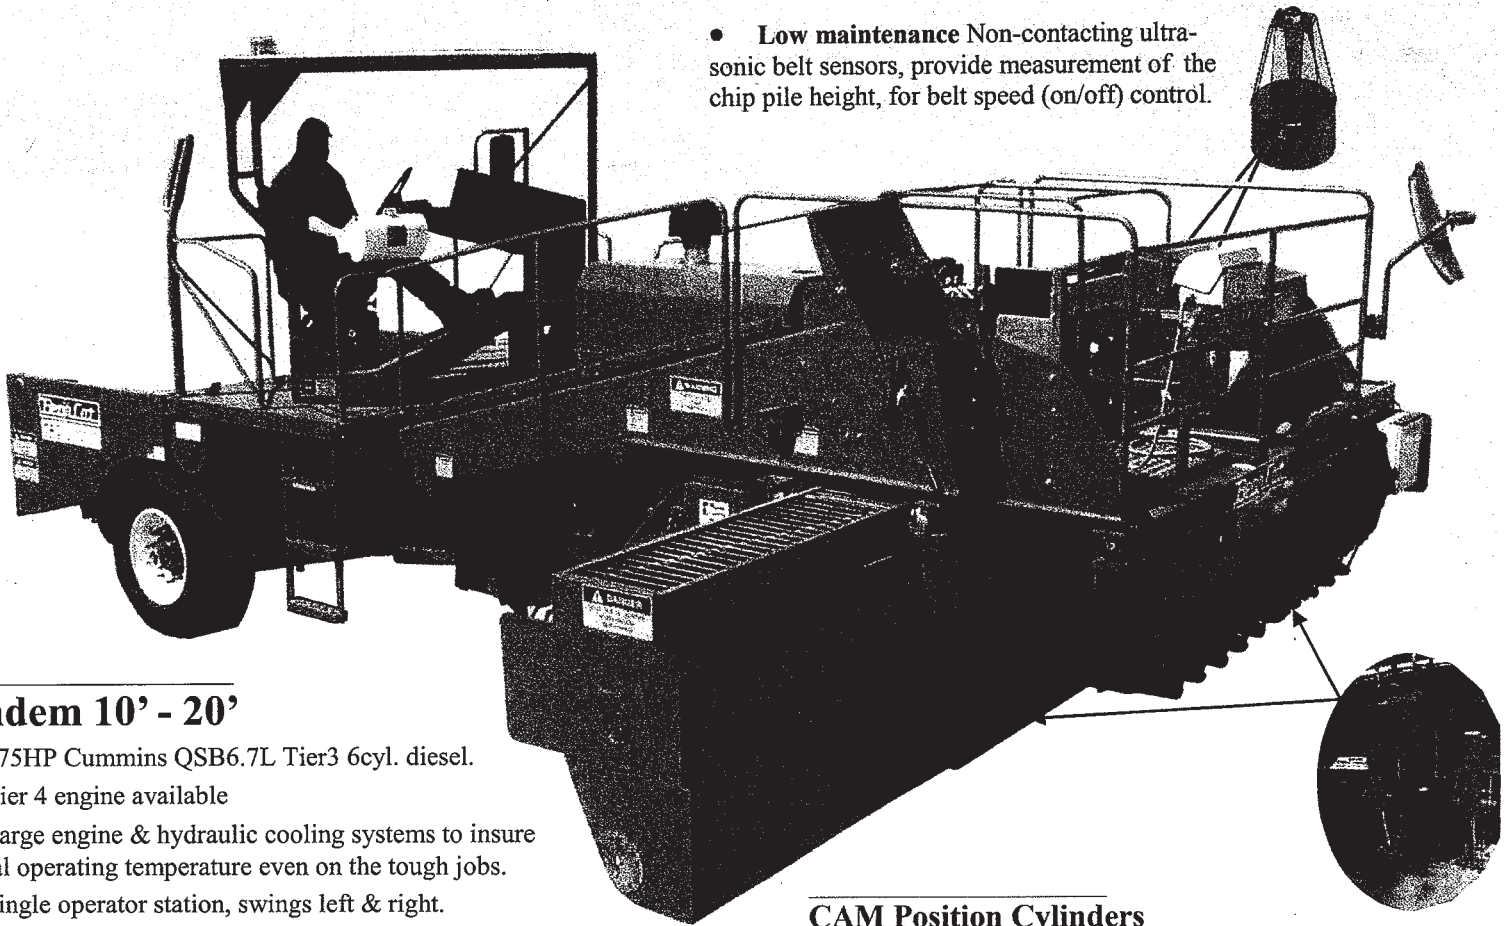 ● Low maintenance Non-contacting ultra-
sonic belt sensors, provide measurement of the
chip pile height, for belt speed (on/off) control.
DANGER
dem 10' - 20'
75HP Cummins QSB6.7L Tier3 6cyl. diesel.
ier 4 engine available
arge engine & hydraulic cooling systems to insure
l operating temperature even on the tough jobs.
ingle operator station, swings left & right.
CAM Position Cylinders